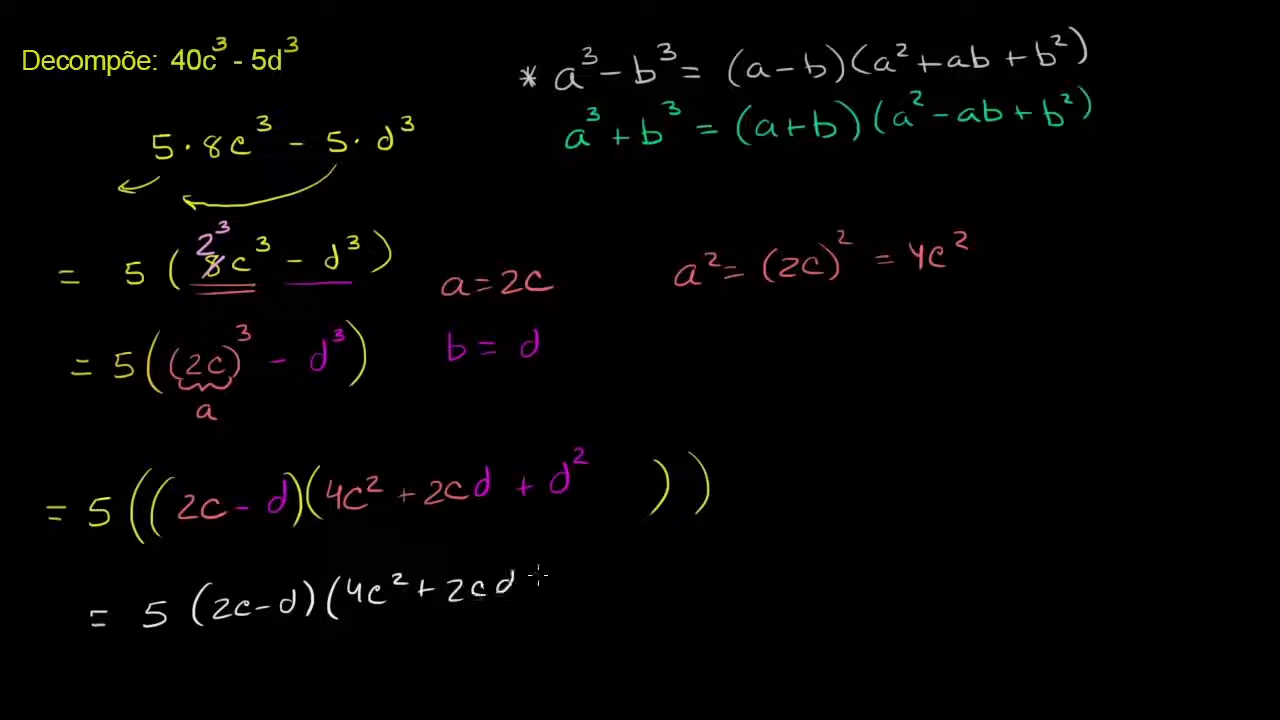 Decompõe: 40c³ - 5d³
* a³ - b³ = (a - b)(a² + ab + b²)
a³ + b³ = (a + b)(a² - ab + b²)
5 · 8c³ - 5 · d³
2³
= 5 (8c³ - d³)
a = 2c
a² = (2c)² = 4c²
= 5((2c)³ - d³)
b = d
a
= 5((2c - d)(4c² + 2cd + d² ))
= 5 (2c - d)(4c² + 2cd